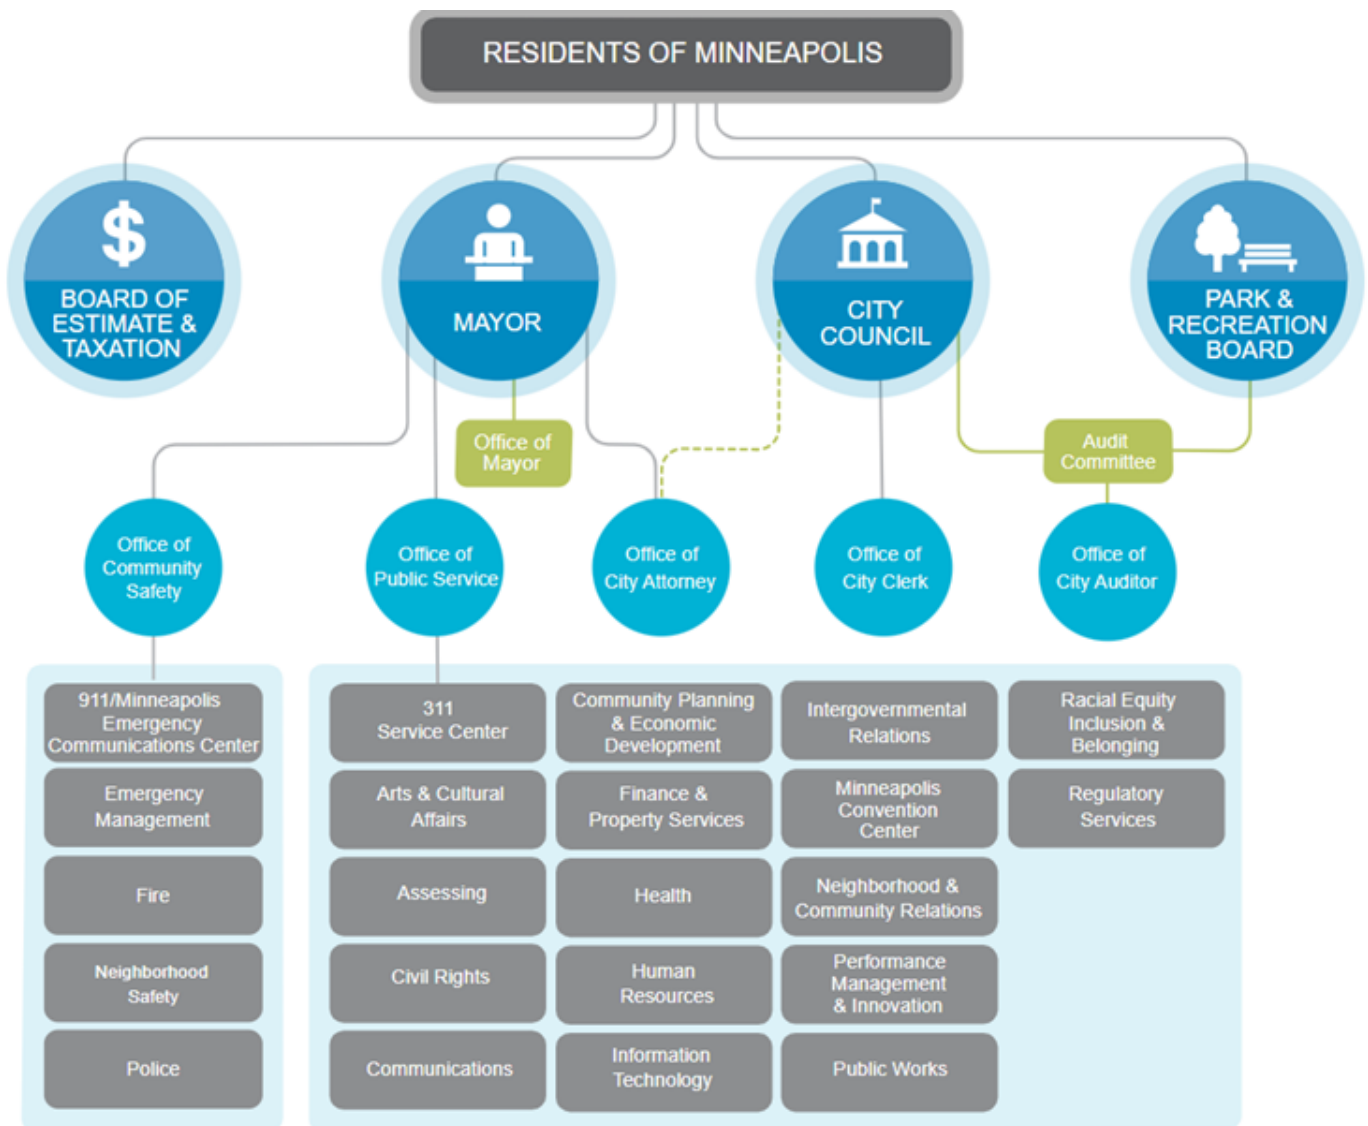 RESIDENTS OF MINNEAPOLIS
$
BOARD OF
ESTIMATE &
TAXATION
MAYOR
CITY
COUNCIL
PARK &
RECREATION
BOARD
Office of
Mayor
Audit
Committee
Office of
Community
Safety
Office of
Public Service
Office of
City Attorney
Office of
City Clerk
Office of
City Auditor
911/Minneapolis
Emergency
Communications Center
Emergency
Management
Fire
Neighborhood
Safety
Police
311
Service Center
Arts & Cultural
Affairs
Assessing
Civil Rights
Communications
Community Planning
& Economic
Development
Finance &
Property Services
Health
Human
Resources
Information
Technology
Intergovernmental
Relations
Minneapolis
Convention
Center
Neighborhood &
Community Relations
Performance
Management
& Innovation
Public Works
Racial Equity
Inclusion &
Belonging
Regulatory
Services